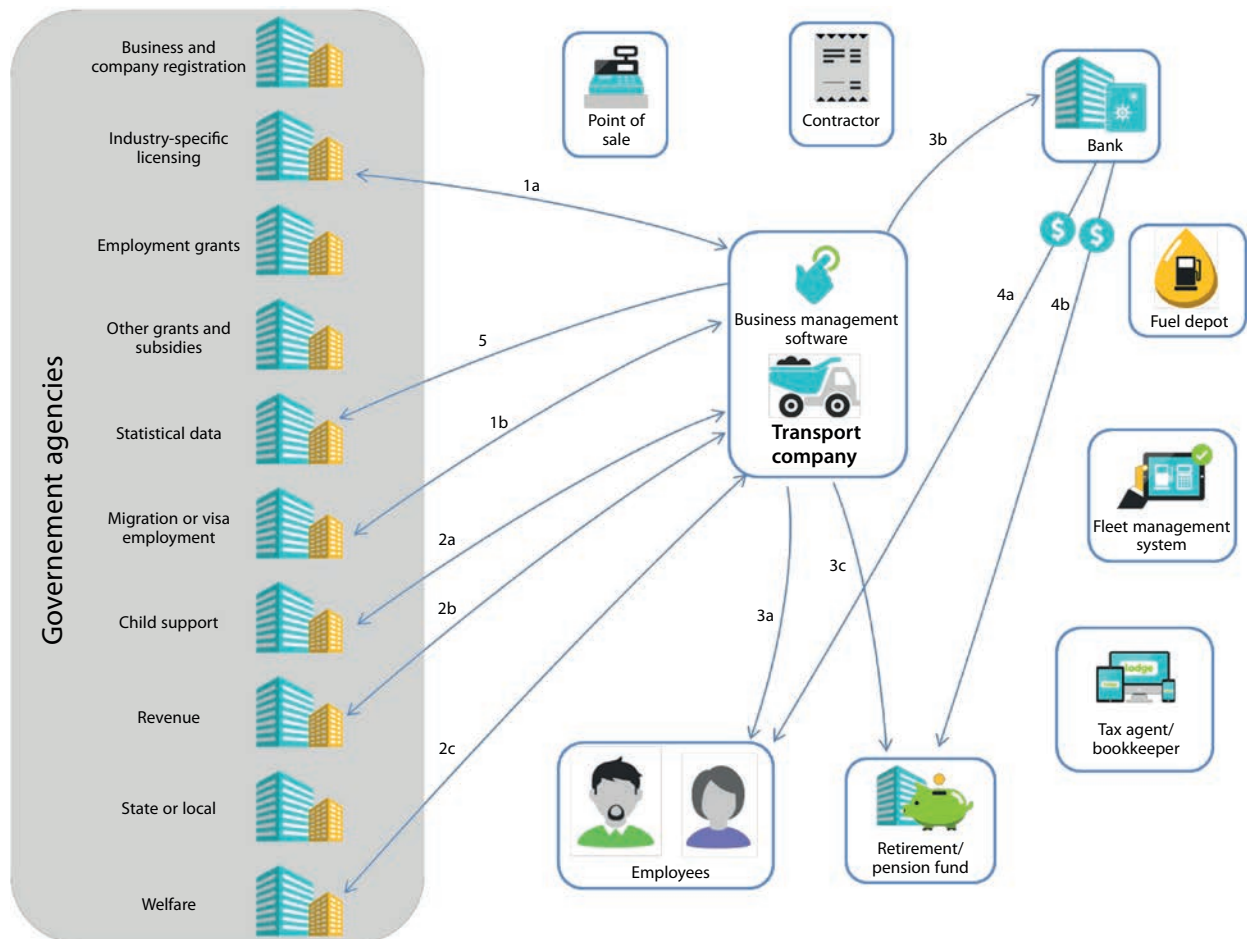 Governement agencies
Business and
company registration
Industry-specific
licensing
Employment grants
Other grants and
subsidies
Statistical data
Migration or visa
employment
Child support
Revenue
State or local
Welfare
Point of
sale
Contractor
Bank
Fuel depot
Fleet management
system
lodge
Tax agent/
bookkeeper
Business management
software
Transport
company
Employees
Retirement/
pension fund
1a
5
1b
2a
2b
2c
3a
3c
3b
4a
4b
$
$